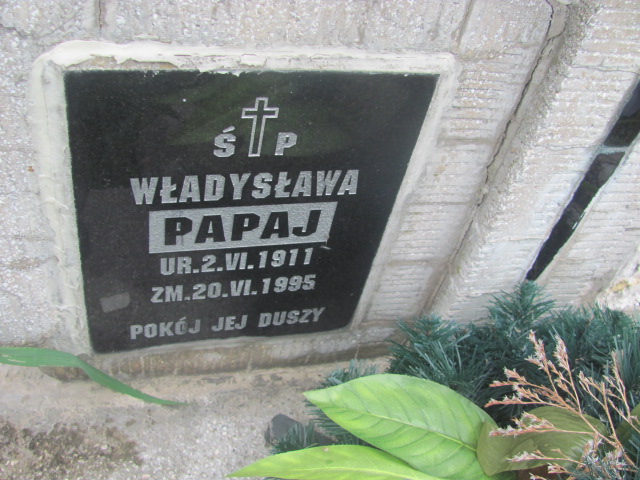 Ś P
WŁADYSŁAWA
PAPAJ
UR.2.VI.1911
ZM.20.VI.1995
POKÓJ JEJ DUSZY